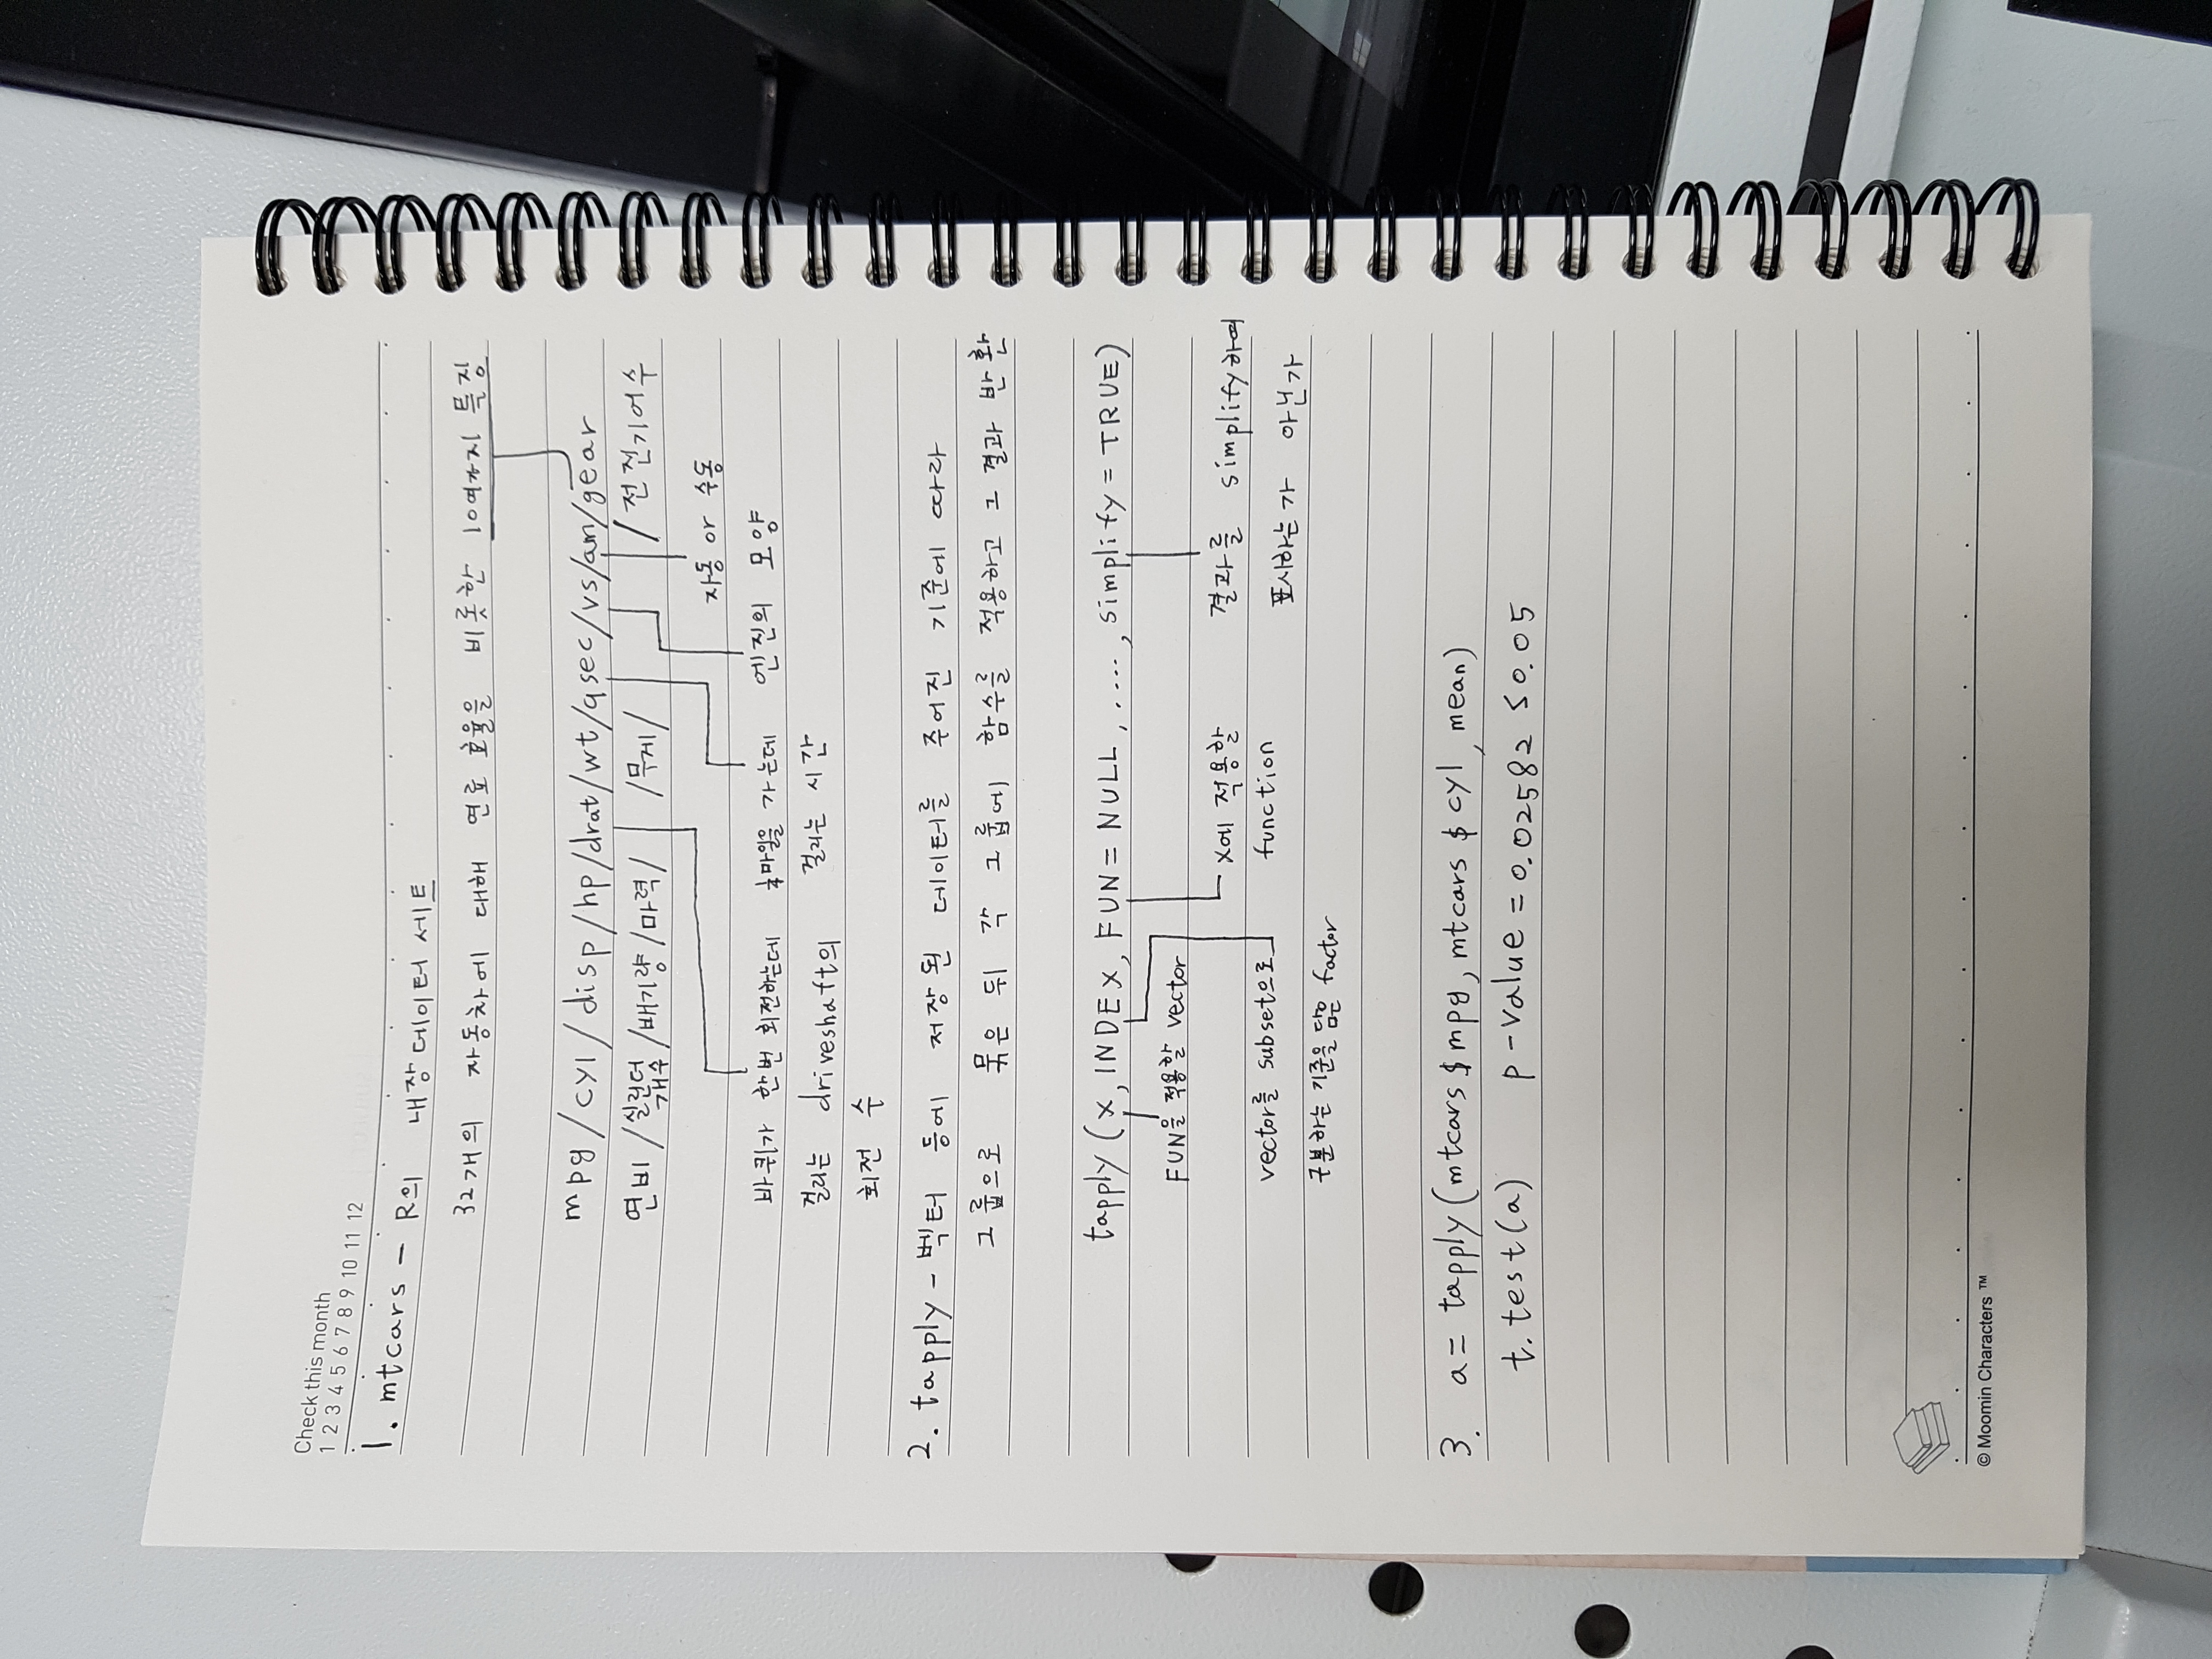 Check this month
1 2 3 4 5 6 7 8 9 10 11 12
1. mtcars - R의 내장 데이터 세트
32개의 자동차에 대해 연료 효율을 비롯한 10여가지 특징
mpg / cyl / disp / hp / drat / wt / qsec / vs / am / gear
연비 / 실린더 개수 / 배기량 / 마력 / / 무게 / / 전진기어수
자동 or 수동
바퀴가 한번 회전하는데 ¼마일을 가는데 엔진의 모양
걸리는 driveshaft의 걸리는 시간
회전 수
2. tapply - 벡터 등에 저장된 데이터를 주어진 기준에 따라
그룹으로 묶은 뒤 각 그룹에 함수를 적용하고 그 결과 반환
tapply (x, INDEX, FUN = NULL, ...., simplify = TRUE)
FUN을 적용할 vector
x에 적용할 결과를 simplify하여
vector를 subset으로 function
표시하는가 아닌가
구분하는 기준을 담은 factor
3. a = tapply (mtcars $ mpg, mtcars $ cyl, mean)
t.test(a) p-value = 0.02582 ≤ 0.05
© Moomin Characters ™